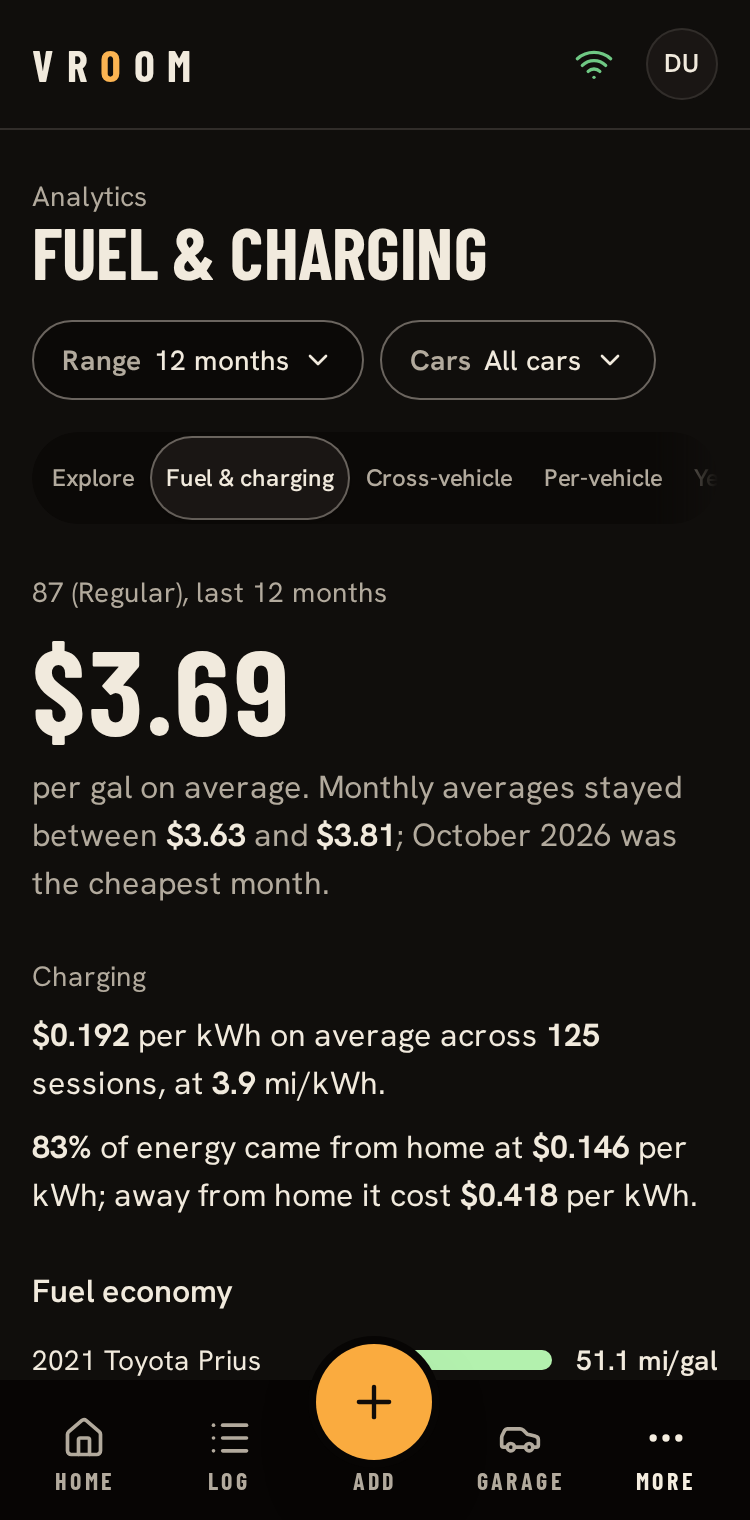 VROOM
DU
Analytics
FUEL & CHARGING
Range 12 months
Cars All cars
Explore Fuel & charging Cross-vehicle Per-vehicle
87 (Regular), last 12 months
$3.69
per gal on average. Monthly averages stayed
between $3.63 and $3.81; October 2026 was
the cheapest month.
Charging
$0.192 per kWh on average across 125
sessions, at 3.9 mi/kWh.
83% of energy came from home at $0.146 per
kWh; away from home it cost $0.418 per kWh.
Fuel economy
2021 Toyota Prius 51.1 mi/gal
HOME LOG ADD GARAGE MORE